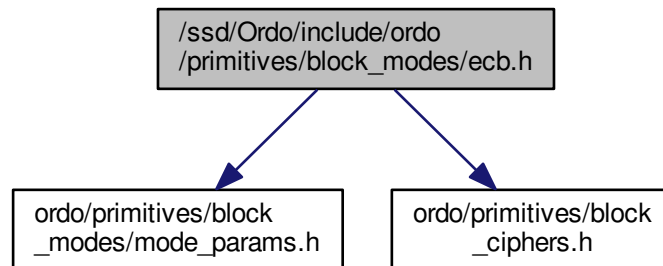 /ssd/Ordo/include/ordo
/primitives/block_modes/ecb.h
ordo/primitives/block
_modes/mode_params.h
ordo/primitives/block
_ciphers.h